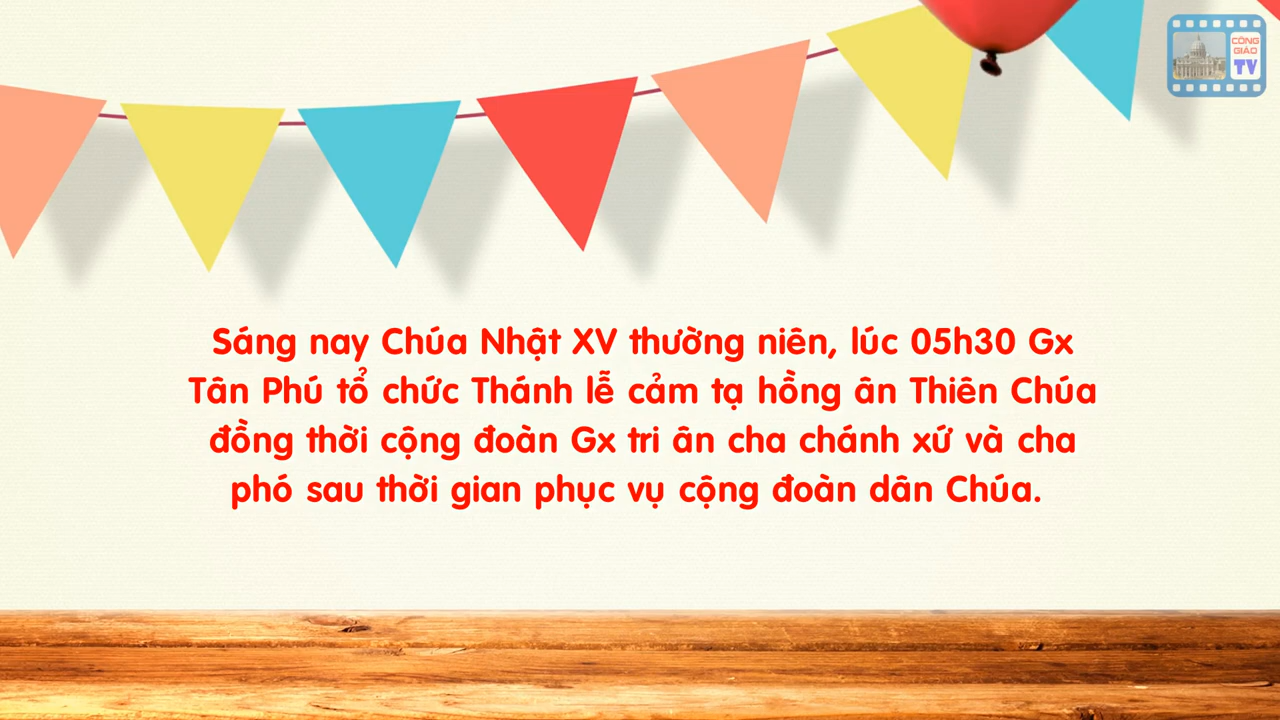 CÔNG
GIÁO
TV
Sáng nay Chúa Nhật XV thường niên, lúc 05h30 Gx
Tân Phú tổ chức Thánh lễ cảm tạ hồng ân Thiên Chúa
đồng thời cộng đoàn Gx tri ân cha chánh xứ và cha
phó sau thời gian phục vụ cộng đoàn dân Chúa.